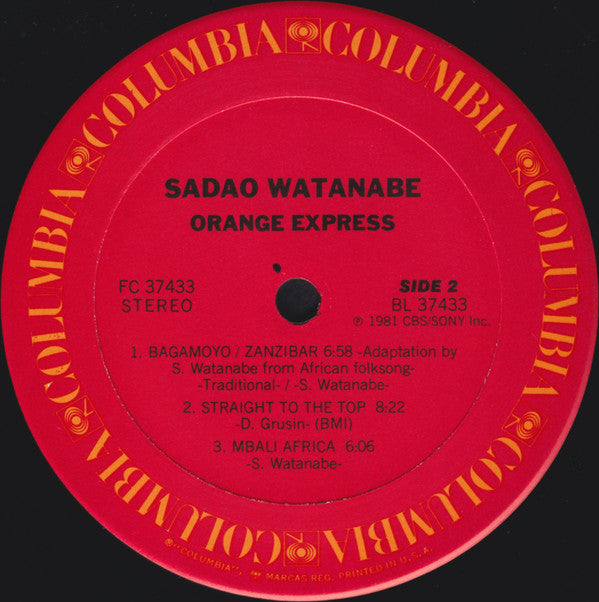 COLUMBIA COLUMBIA COLUMBIA COLUMBIA COLUMBIA COLUMBIA
SADAO WATANABE
ORANGE EXPRESS
FC 37433
STEREO
SIDE 2
BL 37433
℗ 1981 CBS/SONY Inc.
1. BAGAMOYO / ZANZIBAR 6:58 -Adaptation by
S. Watanabe from African folksong-
-Traditional- / -S. Watanabe-
2. STRAIGHT TO THE TOP 8:22
-D. Grusin- (BMI)
3. MBALI AFRICA 6:06
-S. Watanabe-
®"COLUMBIA", MARCAS REG. PRINTED IN U.S.A.